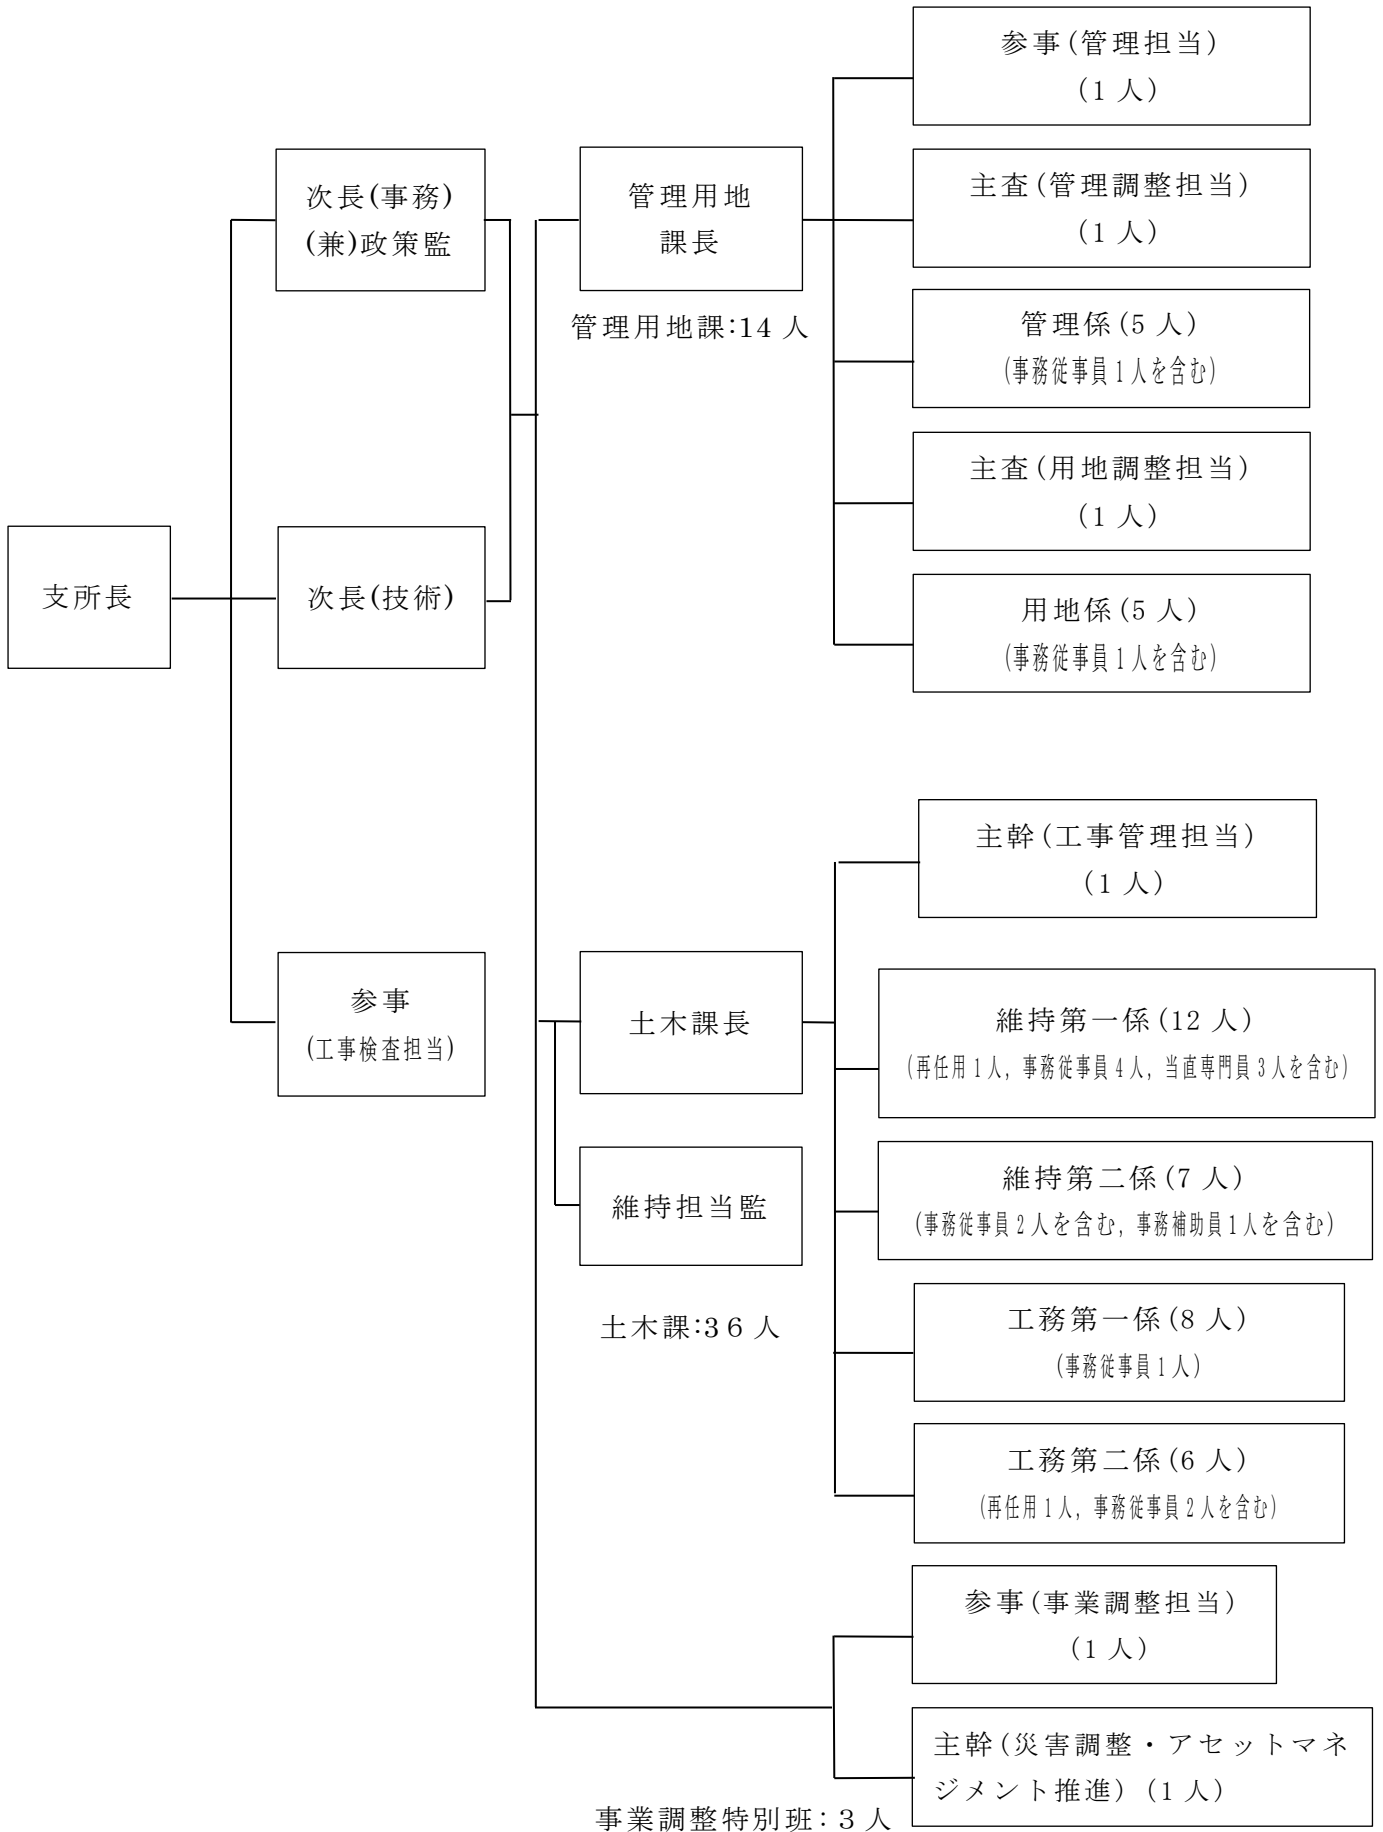 支所長
次長(事務)
(兼)政策監
次長(技術)
参事
(工事検査担当)
管理用地
課長
管理用地課:14 人
参事(管理担当)
(1 人)
主査(管理調整担当)
(1 人)
管理係(5 人)
(事務従事員1人を含む)
主査(用地調整担当)
(1 人)
用地係(5 人)
(事務従事員1人を含む)
土木課長
維持担当監
土木課:36 人
主幹(工事管理担当)
(1 人)
維持第一係(12 人)
(再任用1人, 事務従事員4人, 当直専門員3人を含む)
維持第二係(7 人)
(事務従事員2人を含む, 事務補助員1人を含む)
工務第一係(8 人)
(事務従事員1人)
工務第二係(6 人)
(再任用1人, 事務従事員2人を含む)
参事(事業調整担当)
(1 人)
主幹(災害調整・アセットマネ
ジメント推進) (1 人)
事業調整特別班:3 人